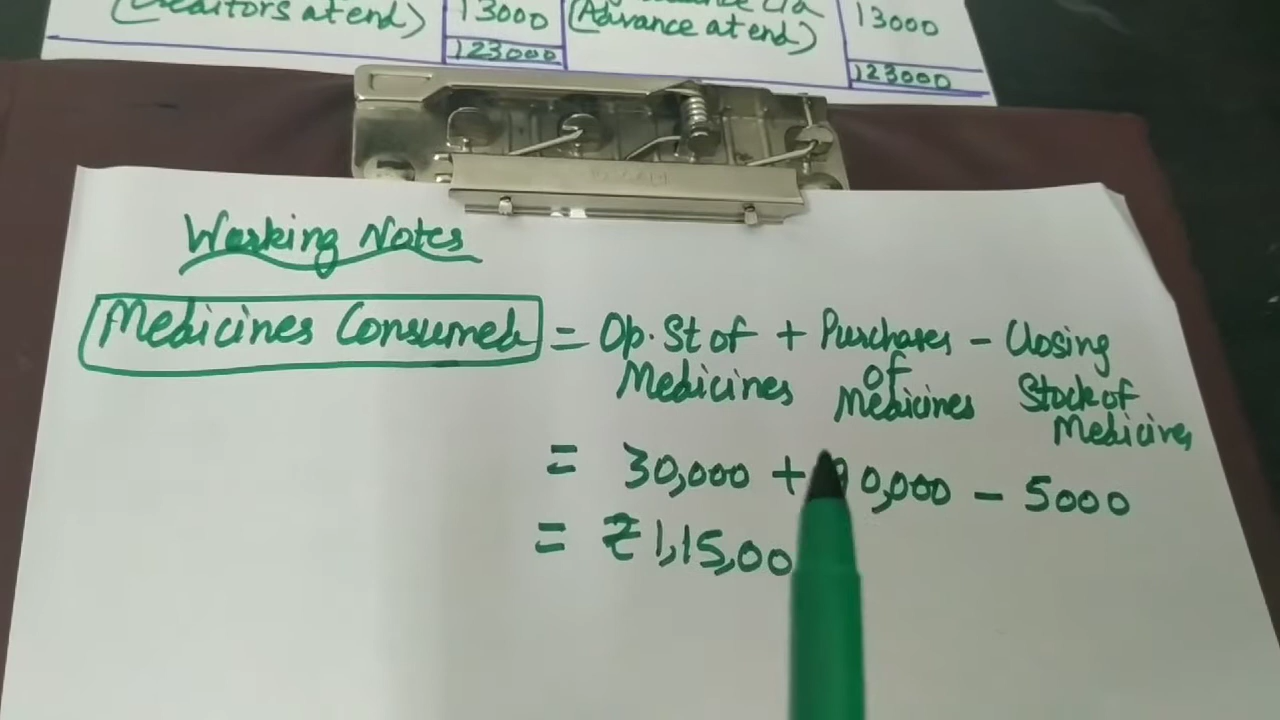 at end) 13000 (Advance at end) 13000
123000 123000
Working Notes
Medicines Consumed = Op. St of + Purchases - Closing
Medicines of Stock of
Medicines Medicines
= 30,000 + 0,000 - 5000
= ₹1,15,00